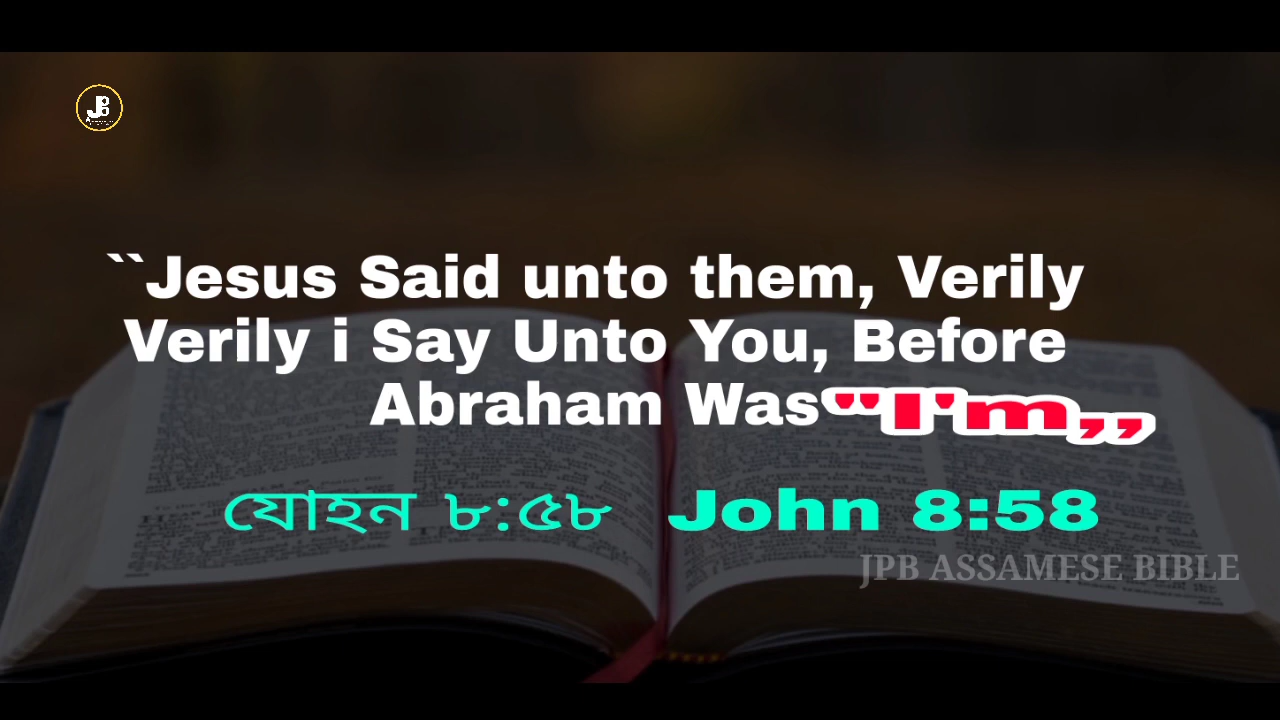 JPB
``Jesus Said unto them, Verily
Verily i Say Unto You, Before
Abraham Was "I'm,,
যোহন ৮:৫৮ John 8:58
JPB ASSAMESE BIBLE